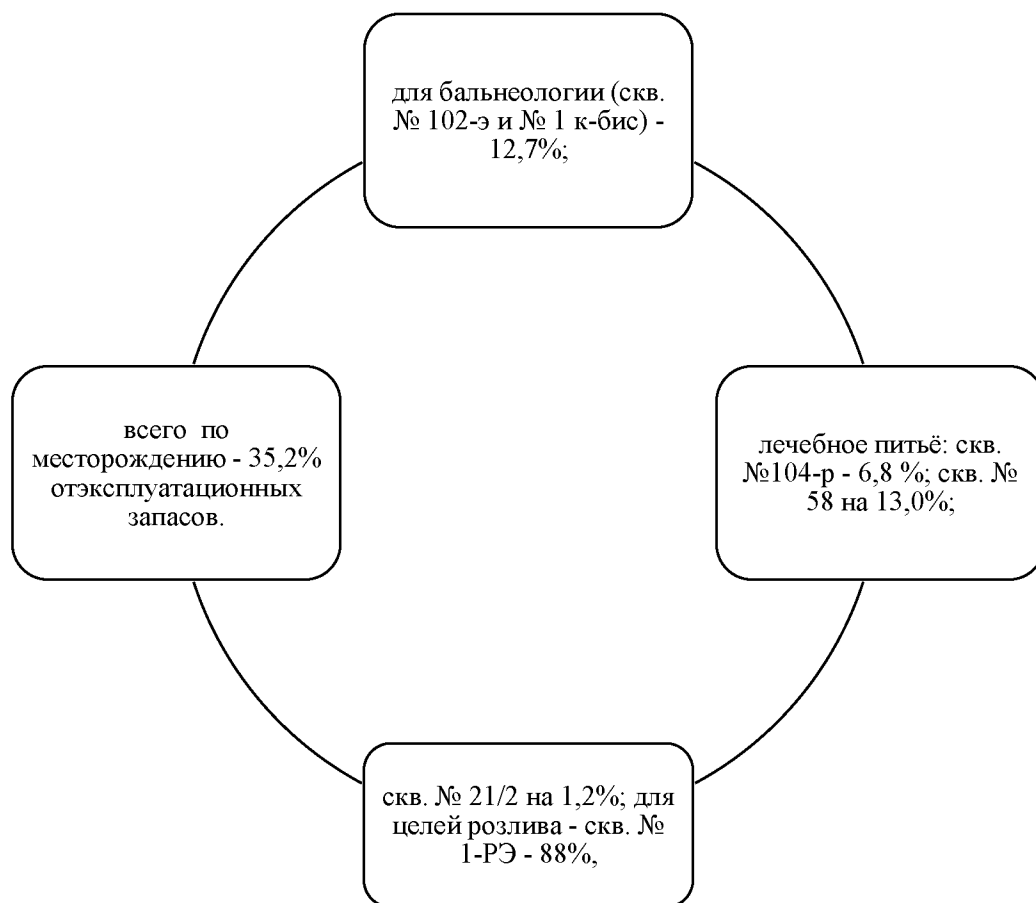 для бальнеологии (скв.
№ 102-э и № 1 к-бис) -
12,7%;
всего по
месторождению - 35,2%
отэксплуатационных
запасов.
лечебное питьё: скв.
№104-р - 6,8 %; скв. №
58 на 13,0%;
скв. № 21/2 на 1,2%; для
целей розлива - скв. №
1-РЭ - 88%,